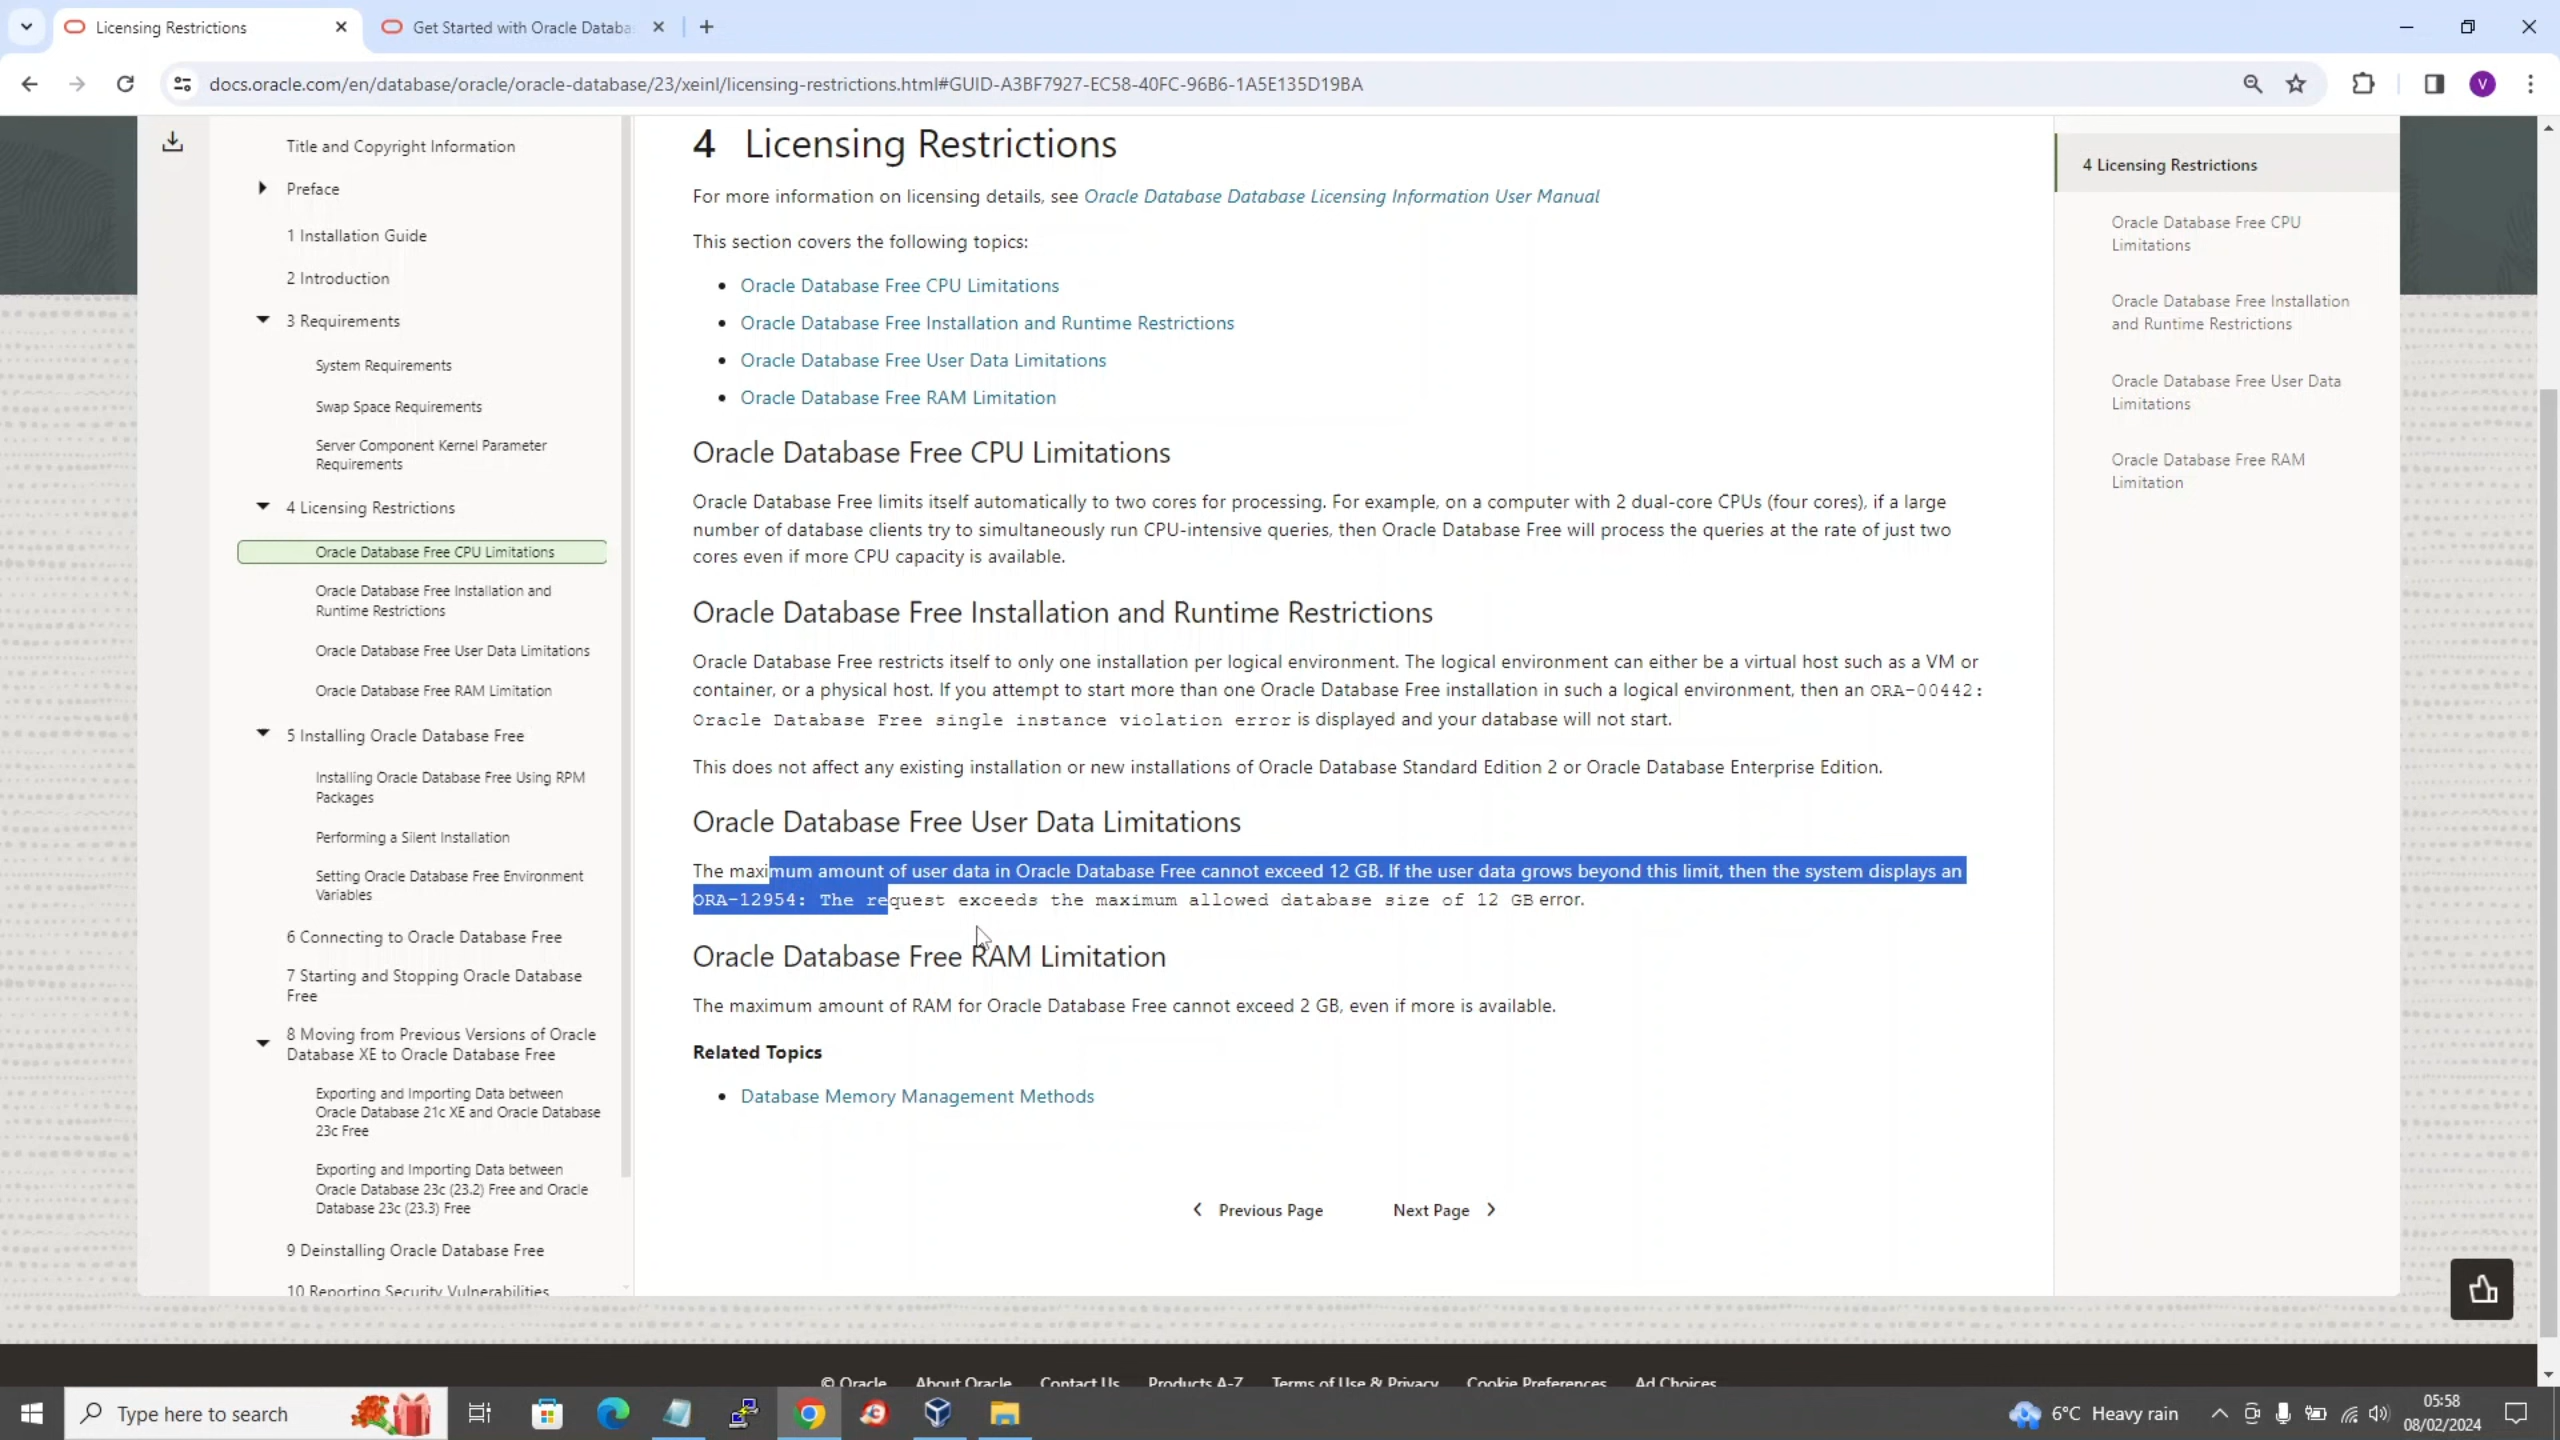 Licensing Restrictions
Get Started with Oracle Databa
docs.oracle.com/en/database/oracle/oracle-database/23/xeinl/licensing-restrictions.html#GUID-A3BF7927-EC58-40FC-96B6-1A5E135D19BA
V
Title and Copyright Information
Preface
1 Installation Guide
2 Introduction
3 Requirements
System Requirements
Swap Space Requirements
Server Component Kernel Parameter
Requirements
4 Licensing Restrictions
Oracle Database Free CPU Limitations
Oracle Database Free Installation and
Runtime Restrictions
Oracle Database Free User Data Limitations
Oracle Database Free RAM Limitation
5 Installing Oracle Database Free
Installing Oracle Database Free Using RPM
Packages
Performing a Silent Installation
Setting Oracle Database Free Environment
Variables
6 Connecting to Oracle Database Free
7 Starting and Stopping Oracle Database
Free
8 Moving from Previous Versions of Oracle
Database XE to Oracle Database Free
Exporting and Importing Data between
Oracle Database 21c XE and Oracle Database
23c Free
Exporting and Importing Data between
Oracle Database 23c (23.2) Free and Oracle
Database 23c (23.3) Free
9 Deinstalling Oracle Database Free
10 Reporting Security Vulnerabilities
4 Licensing Restrictions
For more information on licensing details, see Oracle Database Database Licensing Information User Manual
This section covers the following topics:
• Oracle Database Free CPU Limitations
• Oracle Database Free Installation and Runtime Restrictions
• Oracle Database Free User Data Limitations
• Oracle Database Free RAM Limitation
Oracle Database Free CPU Limitations
Oracle Database Free limits itself automatically to two cores for processing. For example, on a computer with 2 dual-core CPUs (four cores), if a large
number of database clients try to simultaneously run CPU-intensive queries, then Oracle Database Free will process the queries at the rate of just two
cores even if more CPU capacity is available.
Oracle Database Free Installation and Runtime Restrictions
Oracle Database Free restricts itself to only one installation per logical environment. The logical environment can either be a virtual host such as a VM or
container, or a physical host. If you attempt to start more than one Oracle Database Free installation in such a logical environment, then an ORA-00442:
Oracle Database Free single instance violation error is displayed and your database will not start.
This does not affect any existing installation or new installations of Oracle Database Standard Edition 2 or Oracle Database Enterprise Edition.
Oracle Database Free User Data Limitations
The maximum amount of user data in Oracle Database Free cannot exceed 12 GB. If the user data grows beyond this limit, then the system displays an
ORA-12954: The request exceeds the maximum allowed database size of 12 GB error.
Oracle Database Free RAM Limitation
The maximum amount of RAM for Oracle Database Free cannot exceed 2 GB, even if more is available.
Related Topics
• Database Memory Management Methods
Previous Page
Next Page
4 Licensing Restrictions
Oracle Database Free CPU
Limitations
Oracle Database Free Installation
and Runtime Restrictions
Oracle Database Free User Data
Limitations
Oracle Database Free RAM
Limitation
© Oracle About Oracle Contact Us Products A-Z Terms of Use & Privacy Cookie Preferences Ad Choices
Type here to search
6°C Heavy rain
05:58
08/02/2024